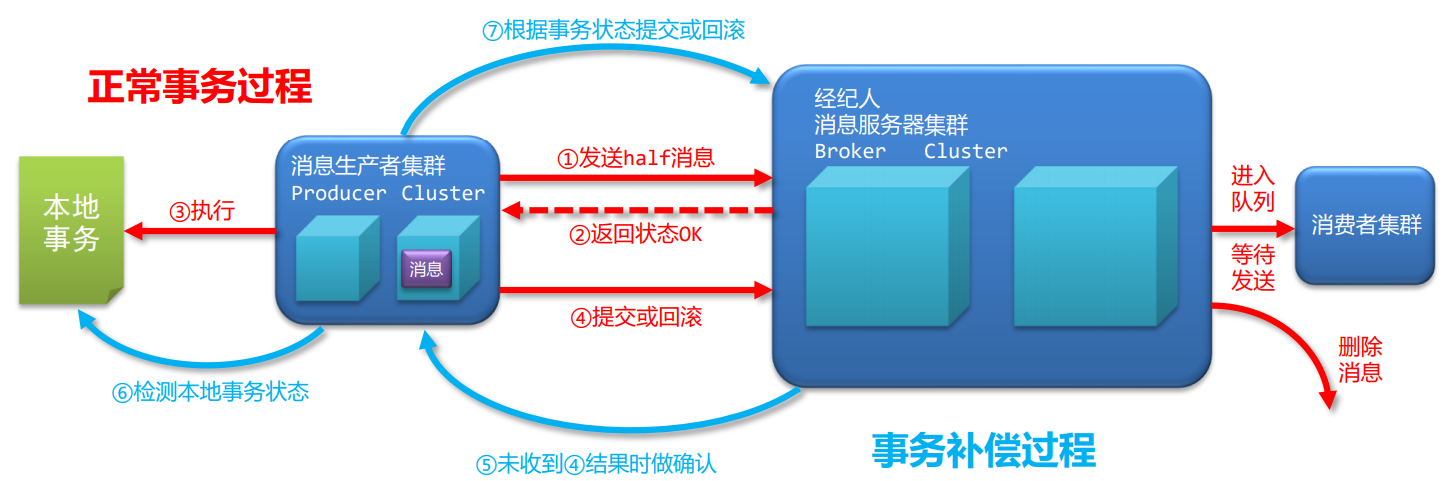 ⑦根据事务状态提交或回滚
正常事务过程
经纪人
消息服务器集群
Broker Cluster
消息生产者集群
Producer Cluster
消息
①发送half消息
②返回状态OK
③执行
本地
事务
④提交或回滚
进入
队列
等待
发送
消费者集群
删除
消息
⑥检测本地事务状态
⑤未收到④结果时做确认
事务补偿过程